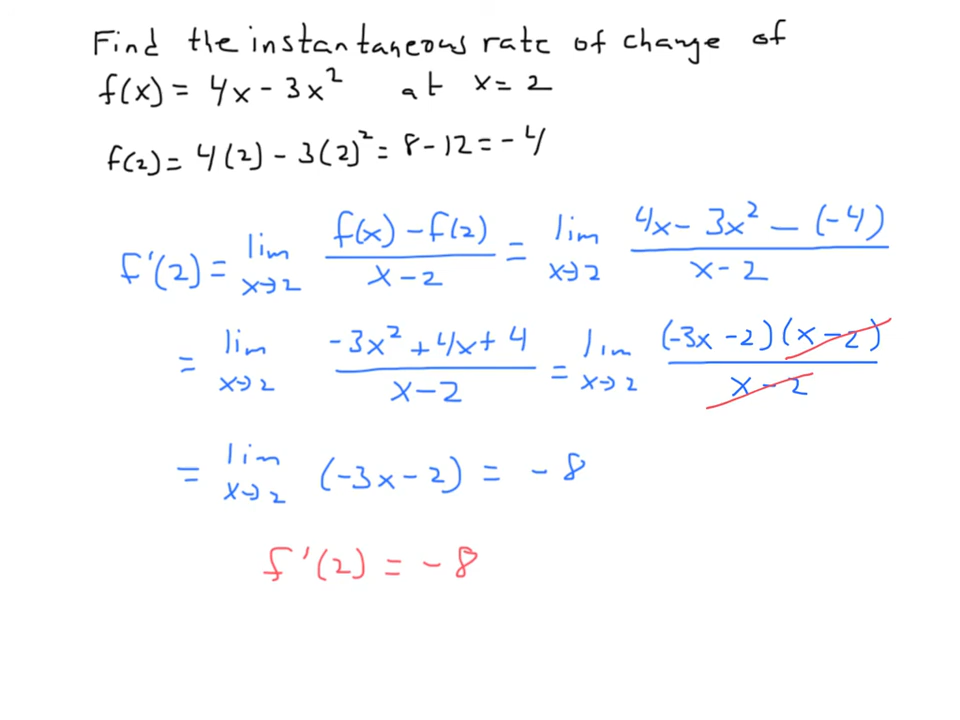 Find the instantaneous rate of change of
f(x) = 4x - 3x² at x = 2
f(2) = 4(2) - 3(2)² = 8 - 12 = -4
f'(2) = lim x→2 (f(x) - f(2))/(x - 2) = lim x→2 (4x - 3x² - (-4))/(x - 2)
= lim x→2 (-3x² + 4x + 4)/(x - 2) = lim x→2 ((-3x - 2)(x - 2))/(x - 2)
= lim x→2 (-3x - 2) = -8
f'(2) = -8